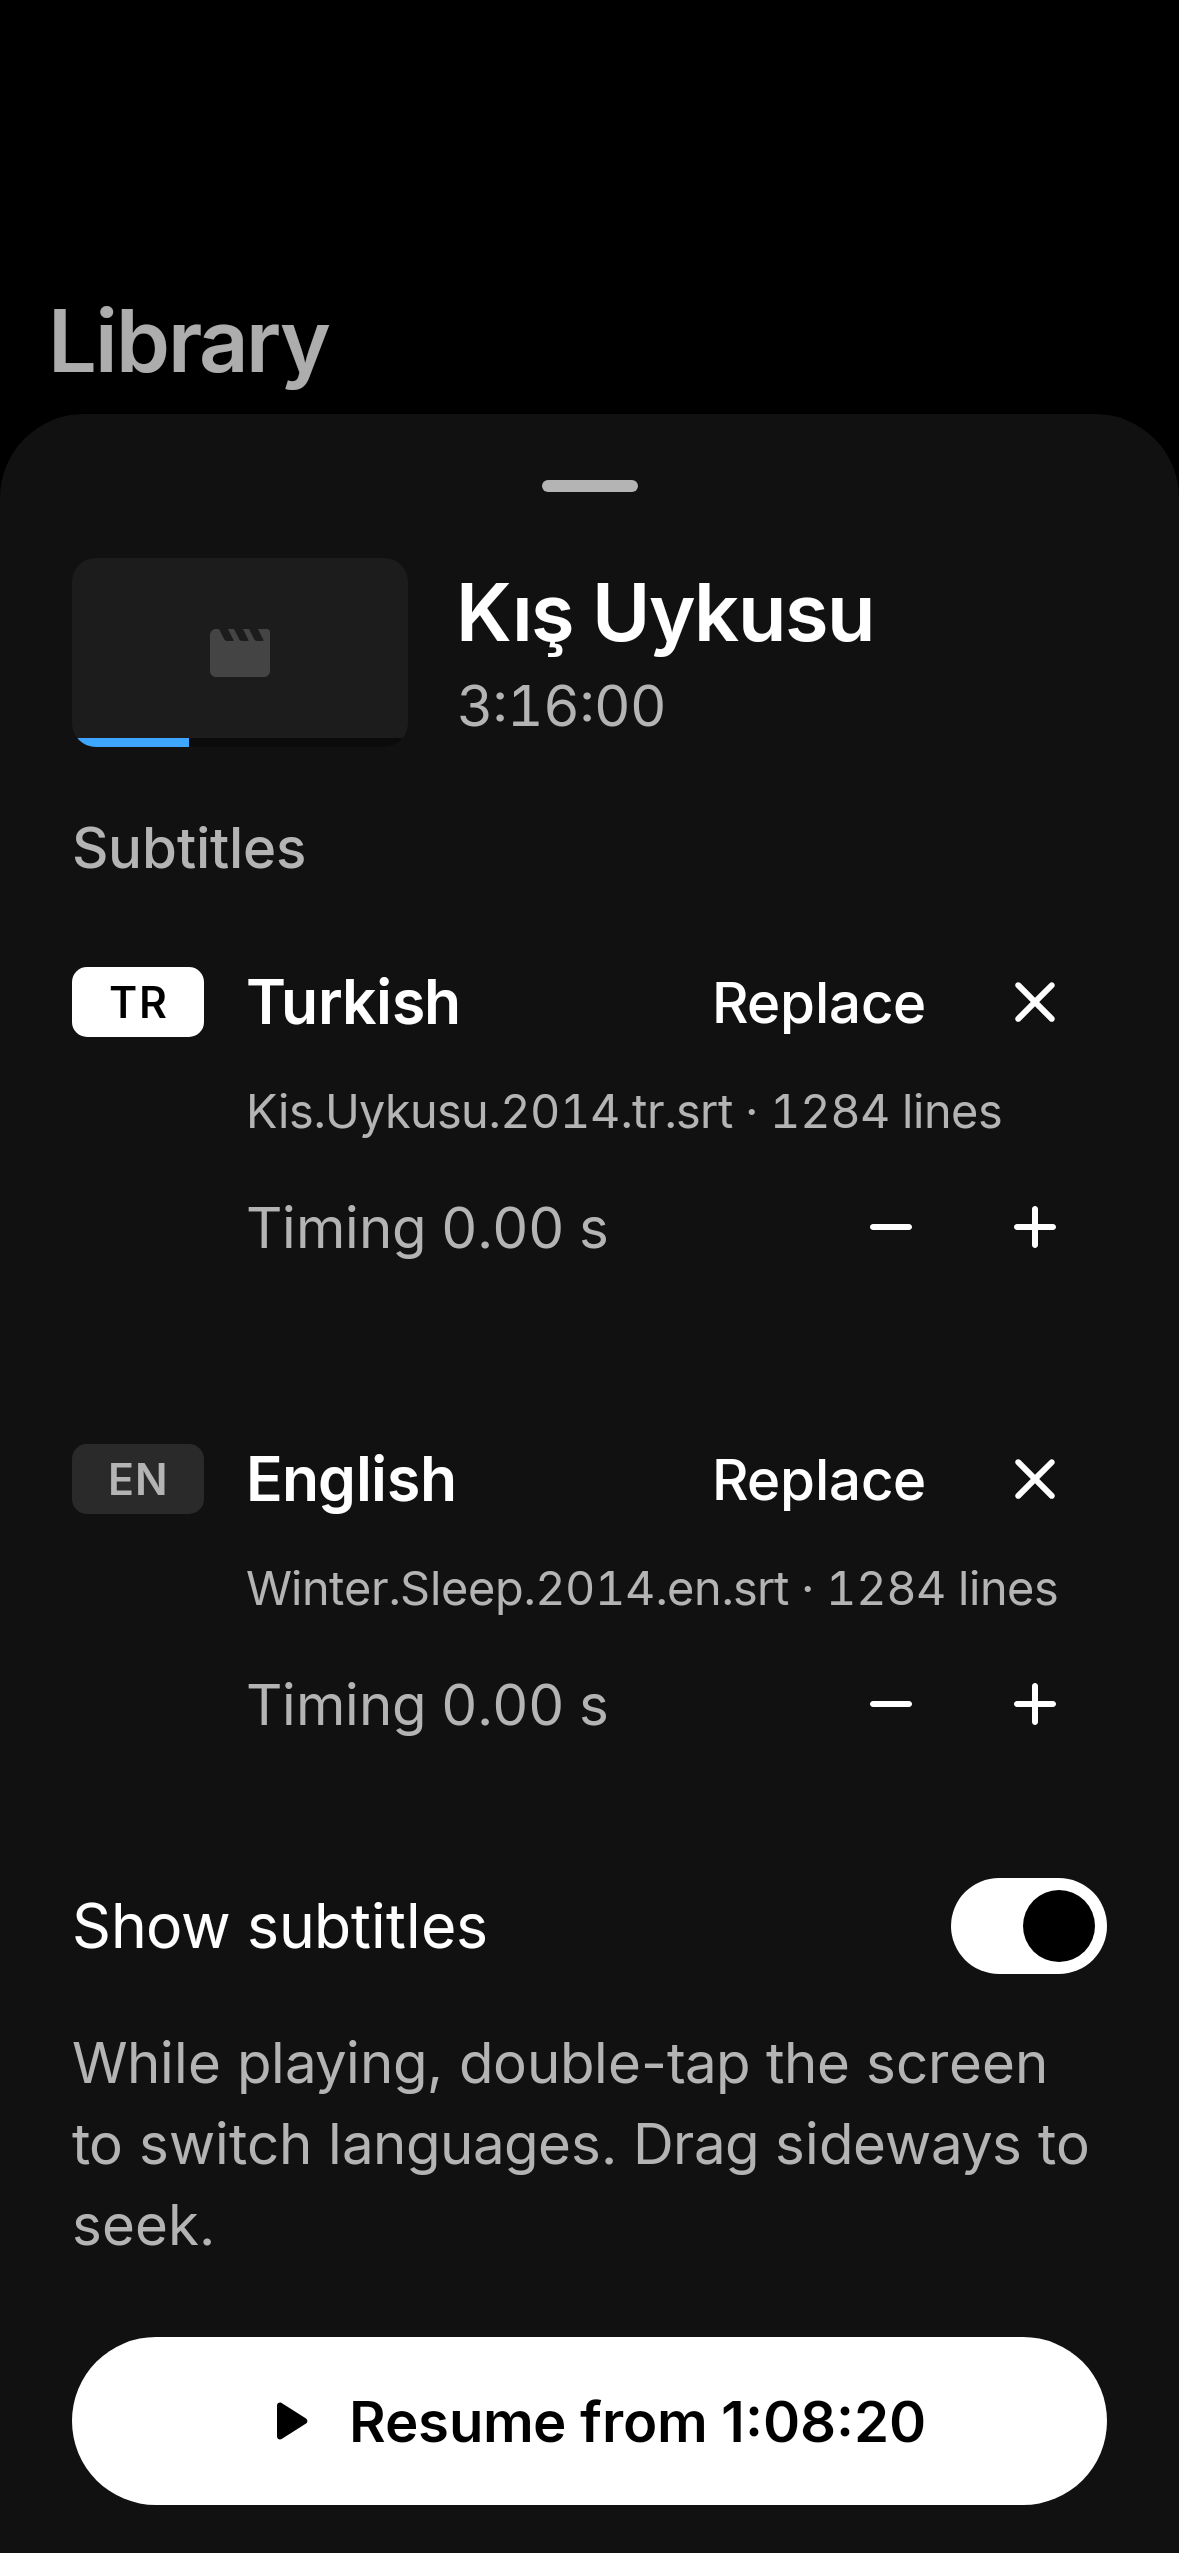 Library
Kış Uykusu
3:16:00
Subtitles
TR Turkish Replace
Kis.Uykusu.2014.tr.srt · 1284 lines
Timing 0.00 s
EN English Replace
Winter.Sleep.2014.en.srt · 1284 lines
Timing 0.00 s
Show subtitles
While playing, double-tap the screen
to switch languages. Drag sideways to
seek.
Resume from 1:08:20